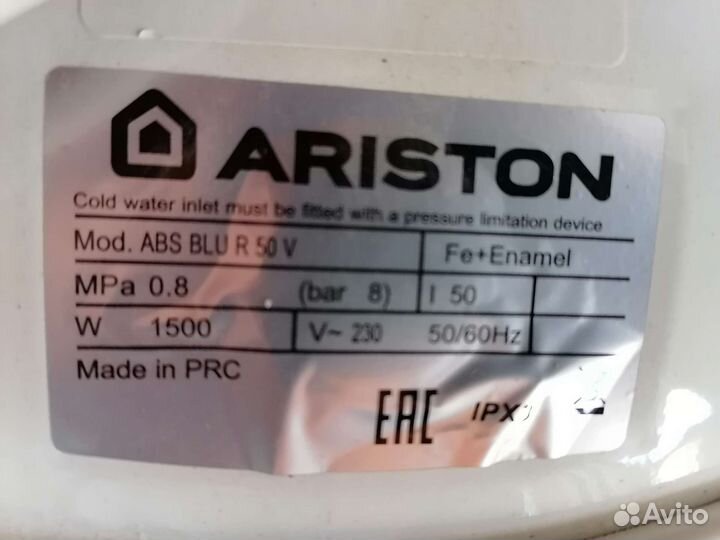 ARISTON
Cold water inlet must be fitted with a pressure limitation device
Mod. ABS BLU R 50 V Fe+Enamel
MPa 0.8 (bar 8) l 50
W 1500 V~ 230 50/60Hz
Made in PRC
EAC
Avito